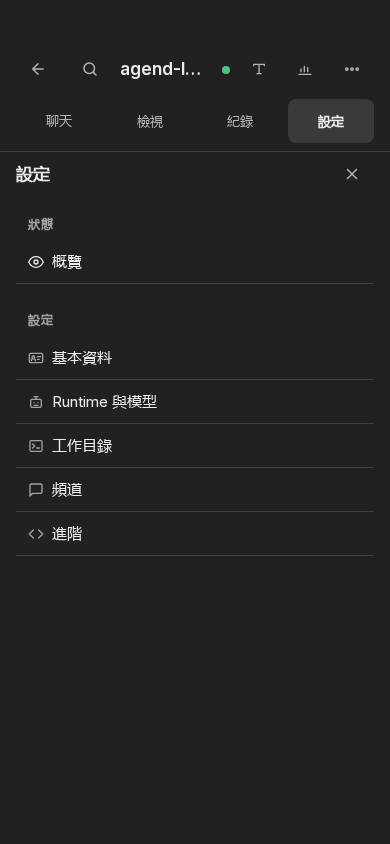 agend-l...
聊天
檢視
紀錄
設定
設定
狀態
概覽
設定
基本資料
Runtime 與模型
工作目錄
頻道
進階